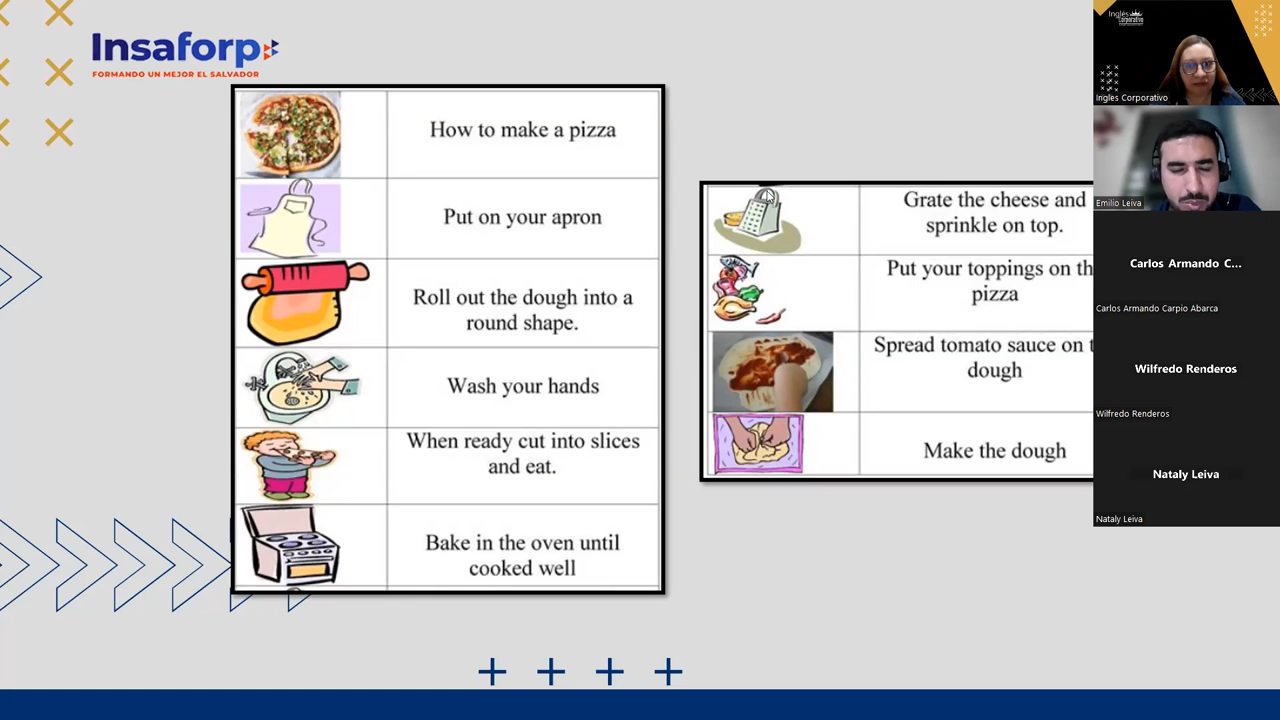 Insaforp
FORMANDO UN MEJOR EL SALVADOR
How to make a pizza
Put on your apron
Roll out the dough into a
round shape.
Wash your hands
When ready cut into slices
and eat.
Bake in the oven until
cooked well
Grate the cheese and
sprinkle on top.
Put your toppings on th
pizza
Spread tomato sauce on t
dough
Make the dough
Inglés
Corporativo
Ingles Corporativo
Emilio Leiva
Carlos Armando C...
Carlos Armando Carpio Abarca
Wilfredo Renderos
Wilfredo Renderos
Nataly Leiva
Nataly Leiva